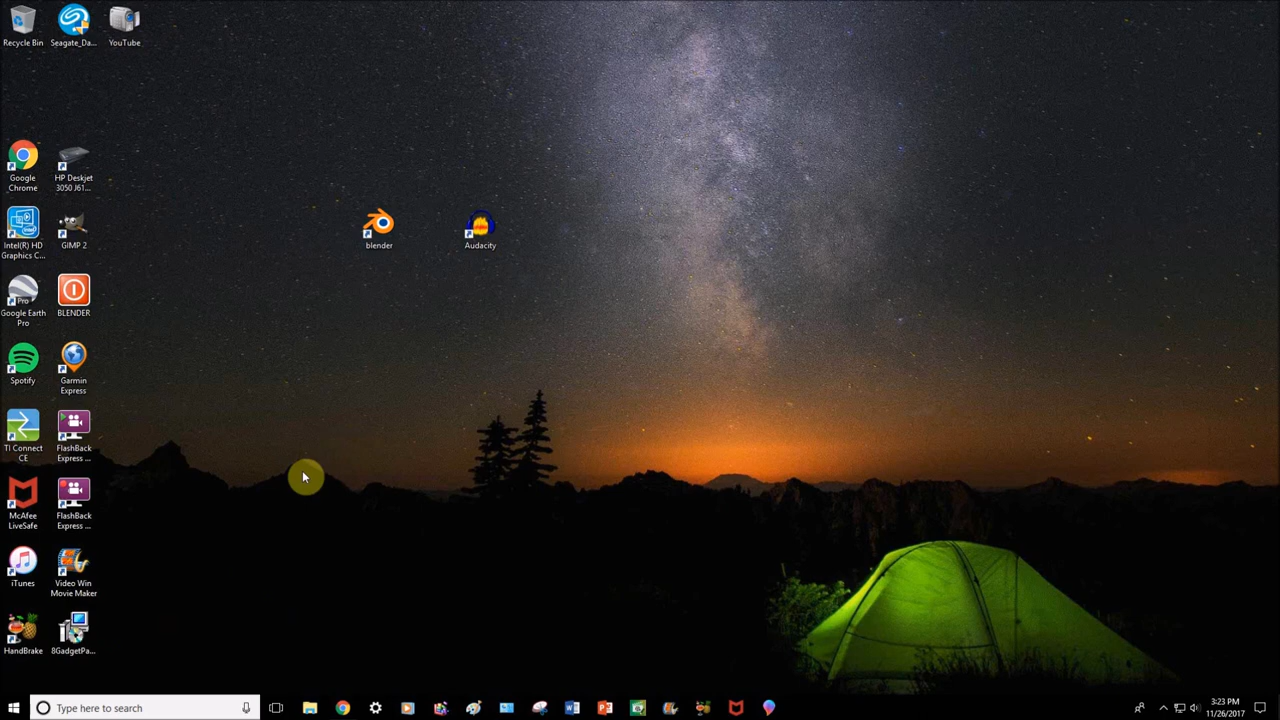 Recycle Bin
Seagate_Da...
YouTube
Google
Chrome
HP Deskjet
3050 J61...
Intel(R) HD
Graphics C...
GIMP 2
blender
Audacity
Pro
Google Earth
Pro
BLENDER
Spotify
Garmin
Express
TI Connect
CE
FlashBack
Express ...
McAfee
LiveSafe
FlashBack
Express ...
iTunes
Video Win
Movie Maker
HandBrake
8GadgetPa...
Type here to search
3:23 PM
11/26/2017